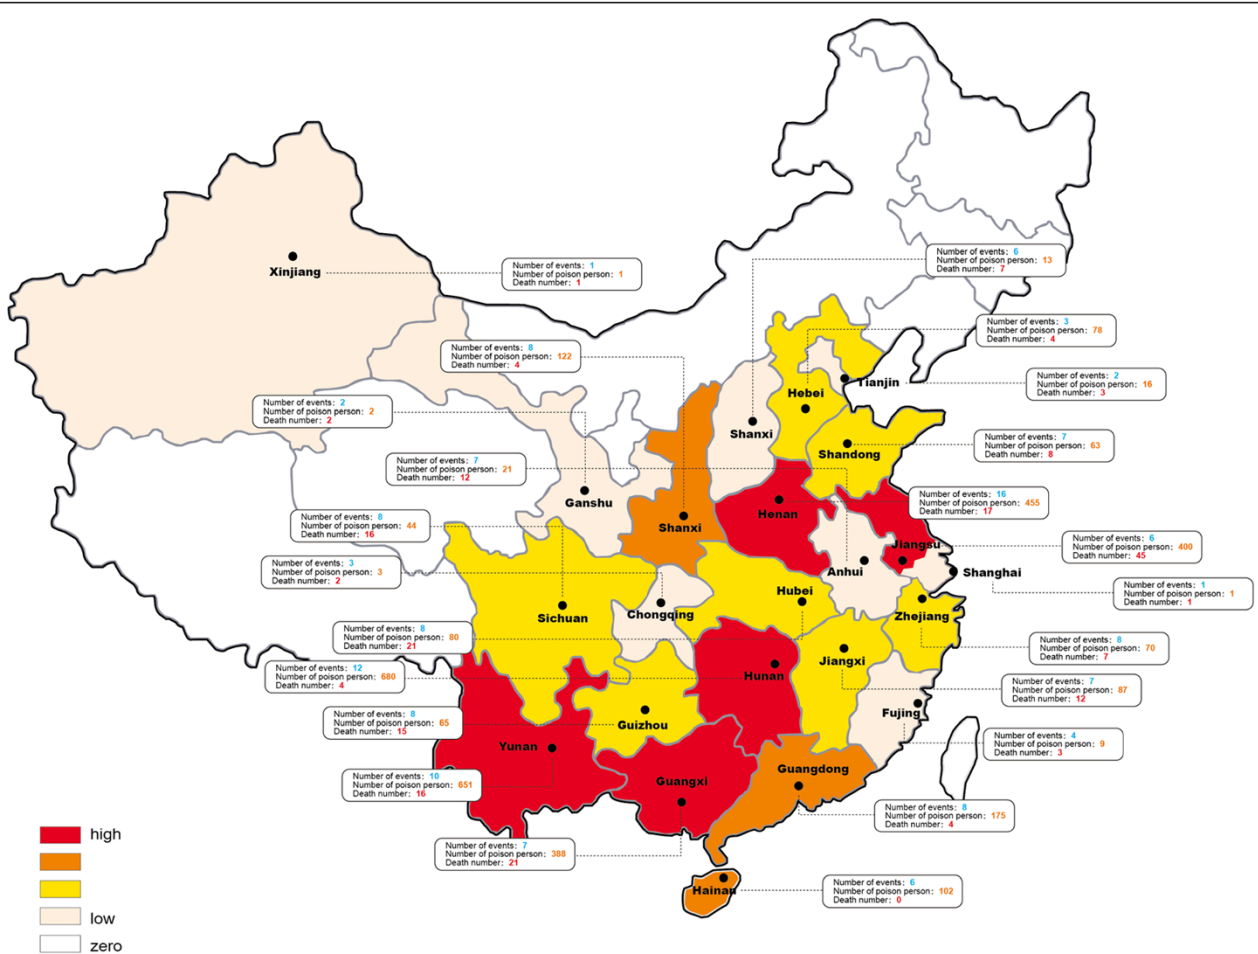 Number of events: 6
Number of poison person: 13
Death number: 7
Xinjiang
Number of events: 1
Number of poison person: 1
Death number: 1
Number of events: 3
Number of poison person: 78
Death number: 4
Number of events: 8
Number of poison person: 122
Death number: 4
Number of events: 2
Number of poison person: 16
Death number: 3
Tianjin
Hebei
Number of events: 2
Number of poison person: 2
Death number: 2
Shanxi
Number of events: 7
Number of poison person: 63
Death number: 8
Shandong
Number of events: 7
Number of poison person: 21
Death number: 12
Ganshu
Henan
Number of events: 16
Number of poison person: 455
Death number: 17
Number of events: 8
Number of poison person: 44
Death number: 16
Shanxi
Jiangsu
Number of events: 6
Number of poison person: 400
Death number: 45
Number of events: 3
Number of poison person: 3
Death number: 2
Anhui
Shanghai
Number of events: 1
Number of poison person: 1
Death number: 1
Hubei
Sichuan
Chongqing
Zhejiang
Number of events: 8
Number of poison person: 80
Death number: 21
Number of events: 8
Number of poison person: 70
Death number: 7
Jiangxi
Number of events: 12
Number of poison person: 680
Death number: 4
Hunan
Number of events: 7
Number of poison person: 87
Death number: 12
Number of events: 8
Number of poison person: 65
Death number: 15
Guizhou
Fujing
Number of events: 4
Number of poison person: 9
Death number: 3
Yunan
Number of events: 10
Number of poison person: 651
Death number: 16
Guangxi
Guangdong
Number of events: 8
Number of poison person: 175
Death number: 4
Number of events: 7
Number of poison person: 388
Death number: 21
Hainan
Number of events: 6
Number of poison person: 102
Death number: 0
high
low
zero